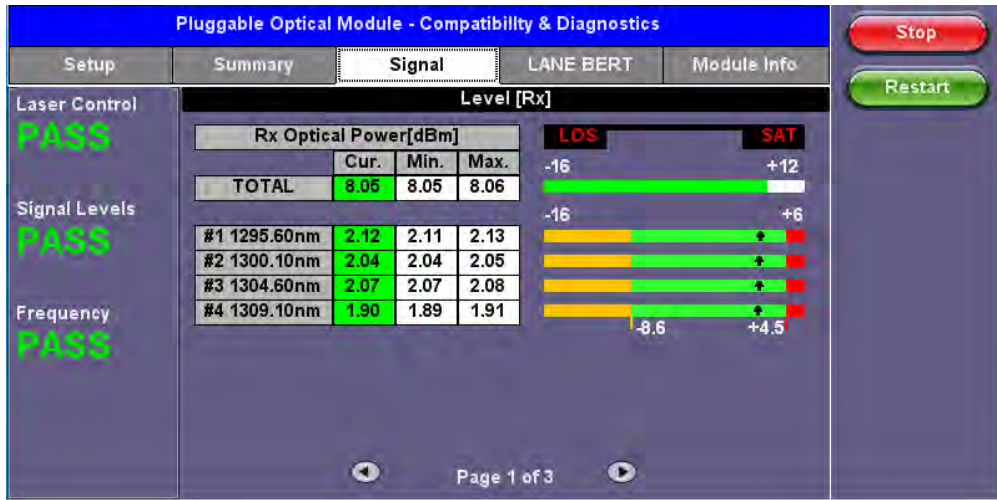 Pluggable Optical Module - Compatibility & Diagnostics
Stop
Setup Summary Signal LANE BERT Module Info
Restart
Laser Control
PASS
Level [Rx]
Rx Optical Power[dBm]
Cur. Min. Max.
TOTAL 8.05 8.05 8.06
LOS SAT
-16 +12
Signal Levels
PASS
-16 +6
#1 1295.60nm 2.12 2.11 2.13
#2 1300.10nm 2.04 2.04 2.05
#3 1304.60nm 2.07 2.07 2.08
#4 1309.10nm 1.90 1.89 1.91
-8.6 +4.5
Frequency
PASS
Page 1 of 3